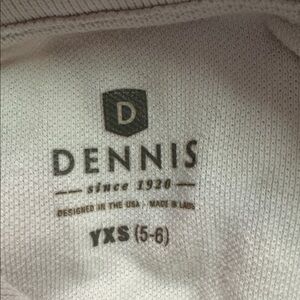 D
DENNIS
since 1920
DESIGNED IN THE USA • MADE IN LAOS
YXS (5-6)